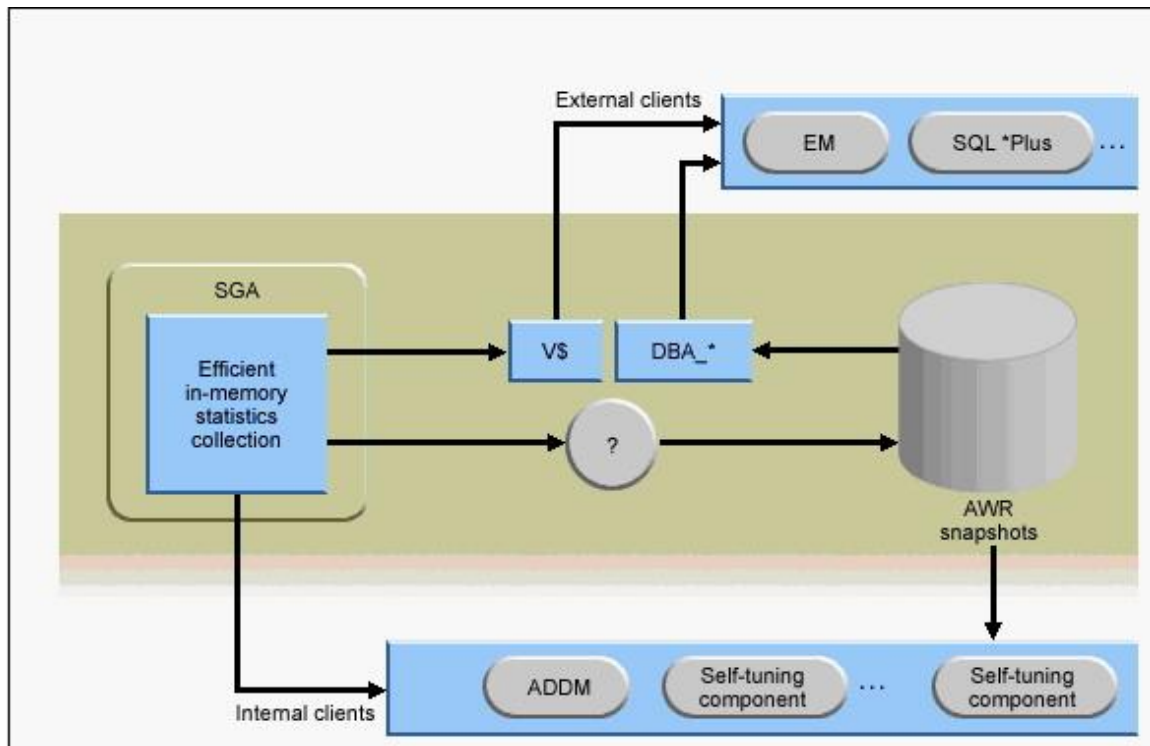 External clients
EM
SQL *Plus
...
SGA
Efficient
in-memory
statistics
collection
V$
DBA_*
?
AWR
snapshots
Internal clients
ADDM
Self-tuning
component
...
Self-tuning
component